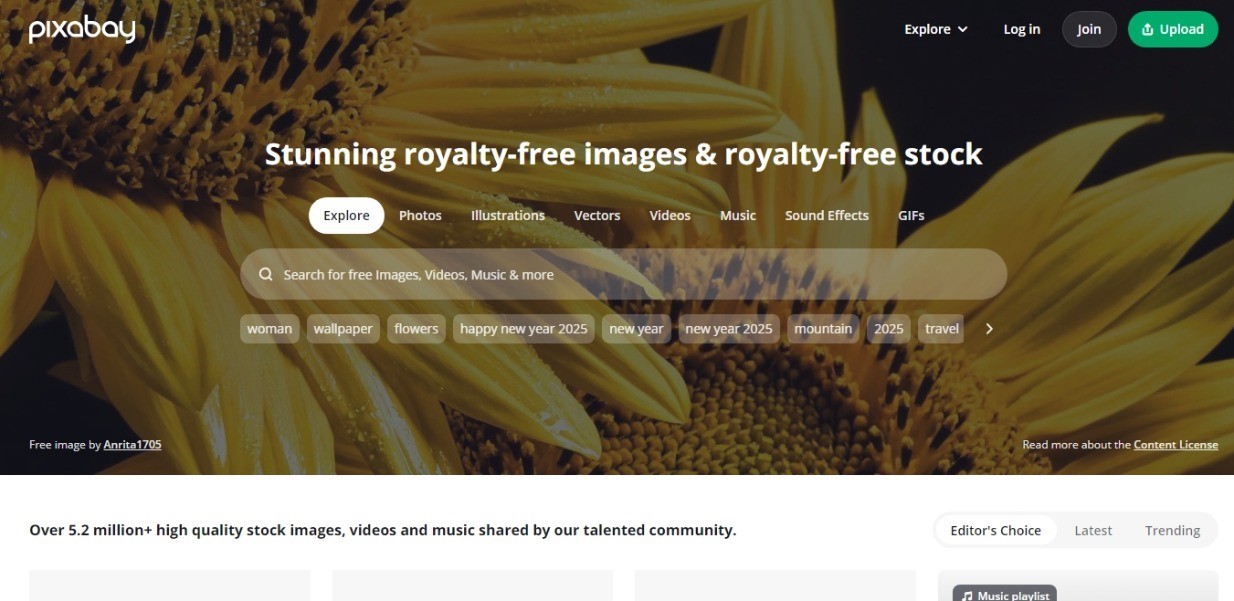 pixabay
Explore Log in Join Upload
Stunning royalty-free images & royalty-free stock
Explore Photos Illustrations Vectors Videos Music Sound Effects GIFs
Search for free Images, Videos, Music & more
woman wallpaper flowers happy new year 2025 new year new year 2025 mountain 2025 travel
Free image by Anrita1705
Read more about the Content License
Over 5.2 million+ high quality stock images, videos and music shared by our talented community.
Editor's Choice Latest Trending
Music playlist